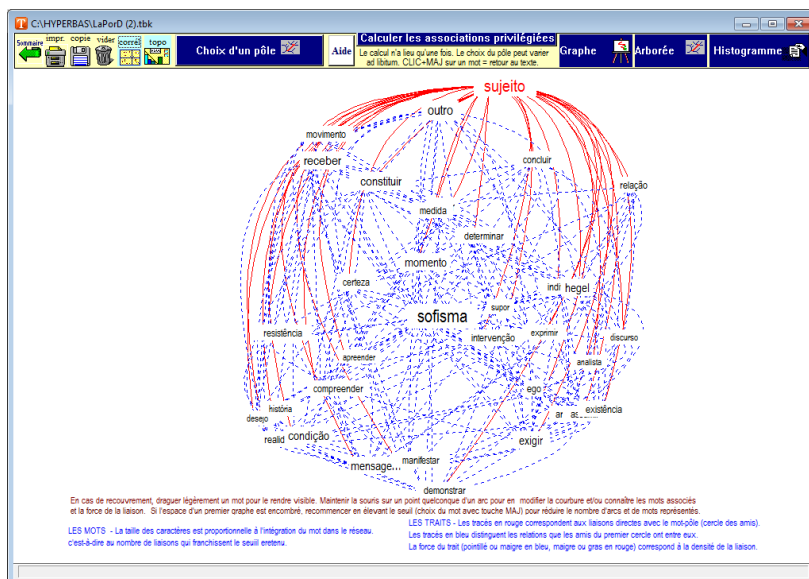 C:\HYPERBAS\LaPorD (2).tbk
Sommaire impr. copie vider corrél topo
Choix d'un pôle
Aide
Calculer les associations privilégiées
Le calcul n'a lieu qu'une fois. Le choix du pôle peut varier
ad libitum. CLIC+MAJ sur un mot = retour au texte.
Graphe
Arborée
Histogramme
sujeito
outro
movimento
receber
concluir
constituir
relação
medida
determinar
momento
certeza
indi
hegel
supor
sofisma
resistência
intervenção
exprimir
discurso
apreender
analista
compreender
ego
história
desejo
ar
existência
realid
condição
exigir
mensage...
manifestar
demonstrar
En cas de recouvrement, draguer légèrement un mot pour le rendre visible. Maintenir la souris sur un point quelconque d'un arc pour en modifier la courbure et/ou connaître les mots associés
et la force de la liaison. Si l'espace d'un premier graphe est encombré, recommencer en élevant le seuil (choix du mot avec touche MAJ) pour réduire le nombre d'arcs et de mots représentés.
LES MOTS - La taille des caractères est proportionnelle à l'intégration du mot dans le réseau.
c'est-à-dire au nombre de liaisons qui franchissent le seuil eretenu.
LES TRAITS - Les tracés en rouge correspondent aux liaisons directes avec le mot-pôle (cercle des amis).
Les tracés en bleu distinguent les relations que les amis du premier cercle ont entre eux.
La force du trait (pointillé ou maigre en bleu, maigre ou gras en rouge) correspond à la densité de la liaison.